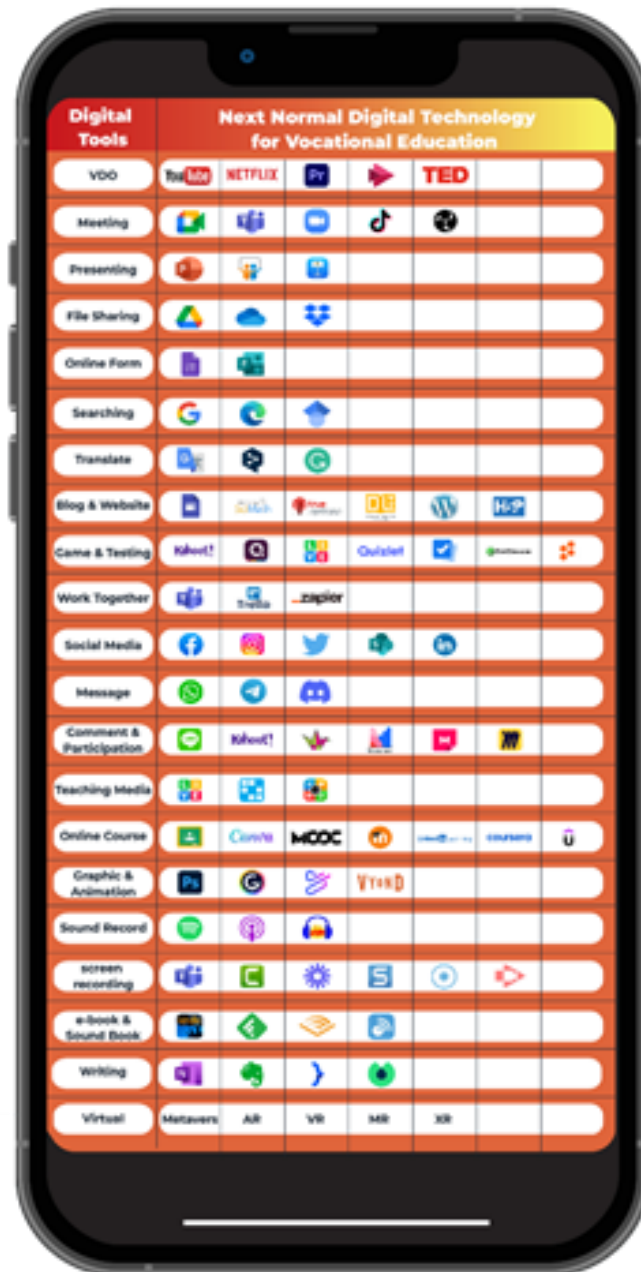 Digital
Tools
Next Normal Digital Technology
for Vocational Education
VDO
YouTube NETFLIX Pr TED
Meeting
Presenting
File Sharing
Online Form
Searching
Translate
Blog & Website
Game & Testing
Kahoot! Quizlet
Work Together
Trello zapier
Social Media
in
Message
Comment &
Participation
Kahoot!
Teaching Media
Online Course
Canva MOOC coursera
Graphic &
Animation
Ps VYOND
Sound Record
screen
recording
e-book &
Sound Book
Writing
Virtual
Metavers AR VR MR XR